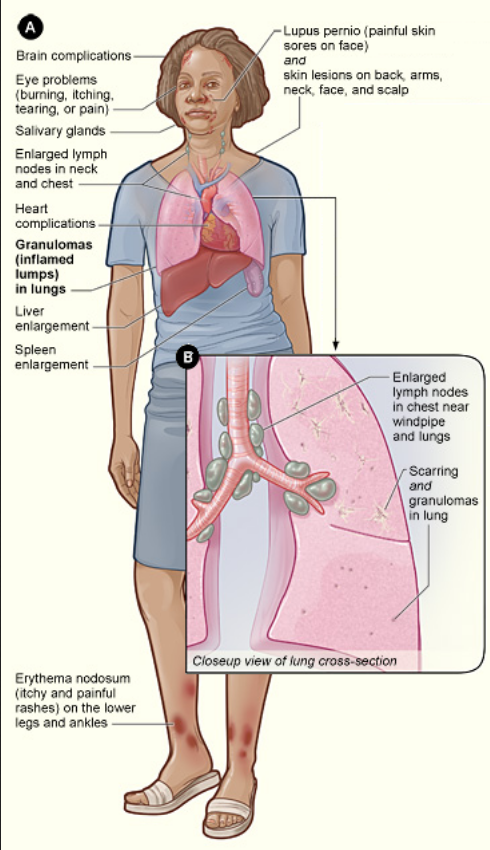 A
Brain complications
Eye problems
(burning, itching,
tearing, or pain)
Salivary glands
Enlarged lymph
nodes in neck
and chest
Heart
complications
Granulomas
(inflamed
lumps)
in lungs
Liver
enlargement
Spleen
enlargement
Lupus pernio (painful skin
sores on face)
and
skin lesions on back, arms,
neck, face, and scalp
B
Enlarged
lymph nodes
in chest near
windpipe
and lungs
Scarring
and
granulomas
in lung
Closeup view of lung cross-section
Erythema nodosum
(itchy and painful
rashes) on the lower
legs and ankles